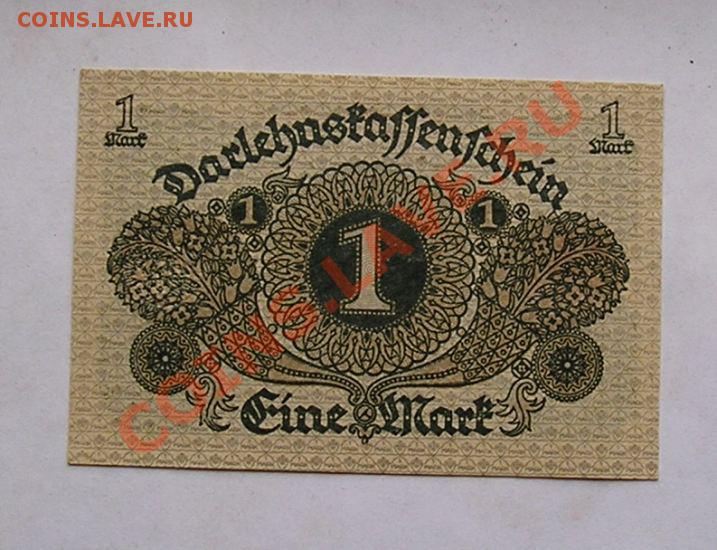 COINS.LAVE.RU
1 Mark
Darlehnskassenschein
1 Mark
1
1
1
COINS.LAVE.RU
Eine Mark